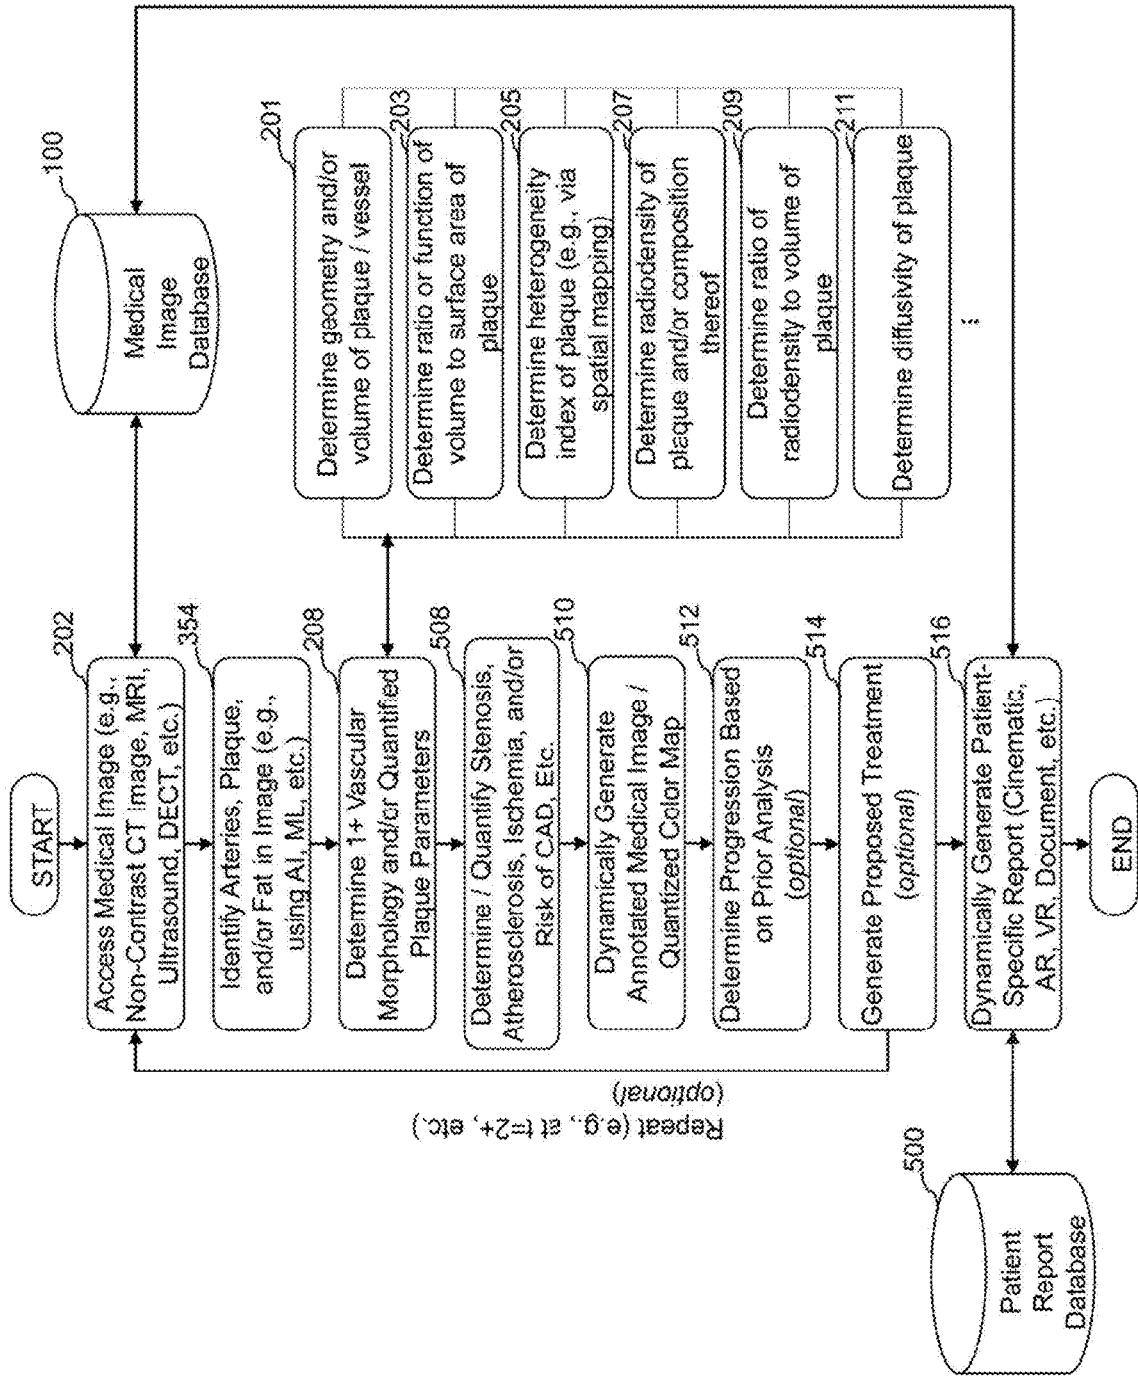 START
202
Access Medical Image (e.g.,
Non-Contrast CT Image, MRI,
Ultrasound, DECT, etc.)
354
Identify Arteries, Plaque,
and/or Fat in Image (e.g.,
using AI, ML, etc.)
208
Determine 1+ Vascular
Morphology and/or Quantified
Plaque Parameters
508
Determine / Quantify Stenosis,
Atherosclerosis, Ischemia, and/or
Risk of CAD, Etc.
510
Dynamically Generate
Annotated Medical Image /
Quantized Color Map
512
Determine Progression Based
on Prior Analysis
(optional)
514
Generate Proposed Treatment
(optional)
516
Dynamically Generate Patient-
Specific Report (Cinematic,
AR, VR, Document, etc.)
END
Repeat (e.g., at t=2+, etc.)
(optional)
500
Patient
Report
Database
100
Medical
Image
Database
201
Determine geometry and/or
volume of plaque / vessel
203
Determine ratio or function of
volume to surface area of
plaque
205
Determine heterogeneity
index of plaque (e.g., via
spatial mapping)
207
Determine radiodensity of
plaque and/or composition
thereof
209
Determine ratio of
radiodensity to volume of
plaque
211
Determine diffusivity of plaque
...